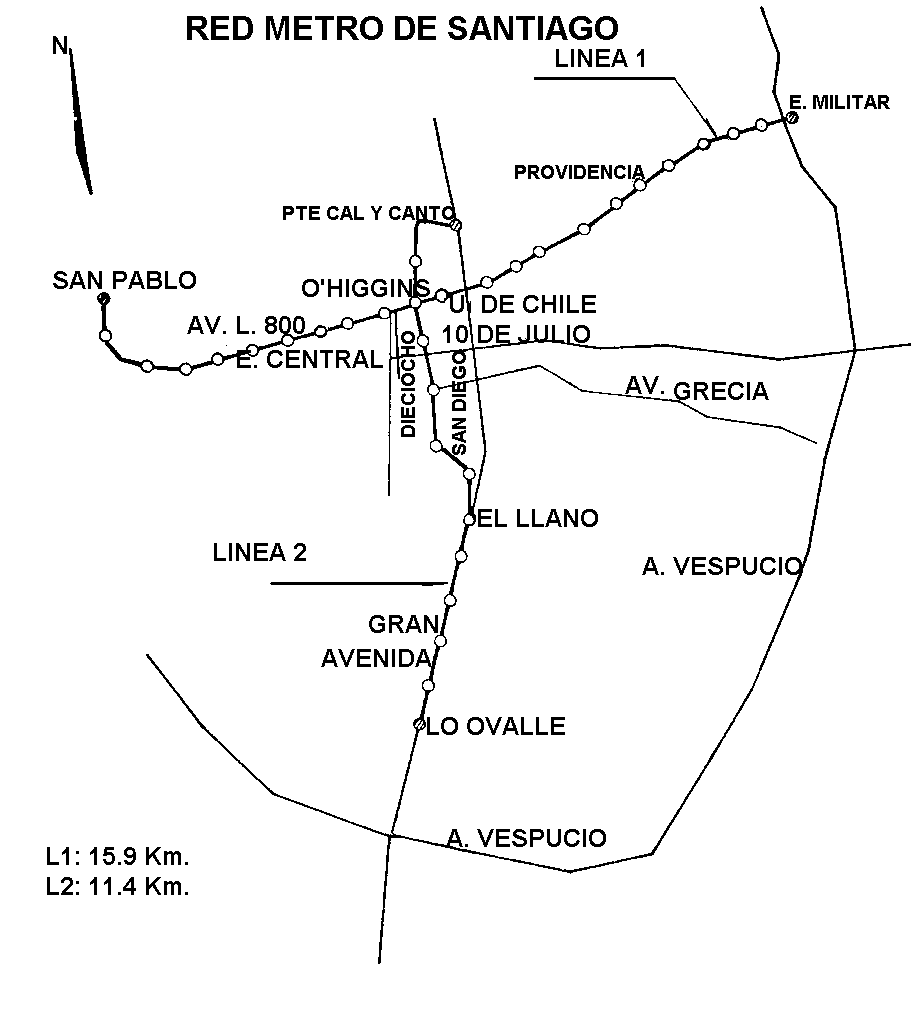 RED METRO DE SANTIAGO
N
LINEA 1
E. MILITAR
PROVIDENCIA
PTE CAL Y CANTO
SAN PABLO
O'HIGGINS
U. DE CHILE
AV. L. 800
10 DE JULIO
E. CENTRAL
DIECIOCHO
SAN DIEGO
AV. GRECIA
EL LLANO
LINEA 2
A. VESPUCIO
GRAN
AVENIDA
LO OVALLE
A. VESPUCIO
L1: 15.9 Km.
L2: 11.4 Km.